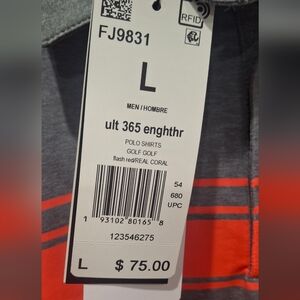 RFID
FJ9831
L
MEN / HOMBRE
ult 365 enghthr
POLO SHIRTS
GOLF GOLF
flash red/REAL CORAL
54
680
UPC
1 93102 80165 8
123546275
L $ 75.00